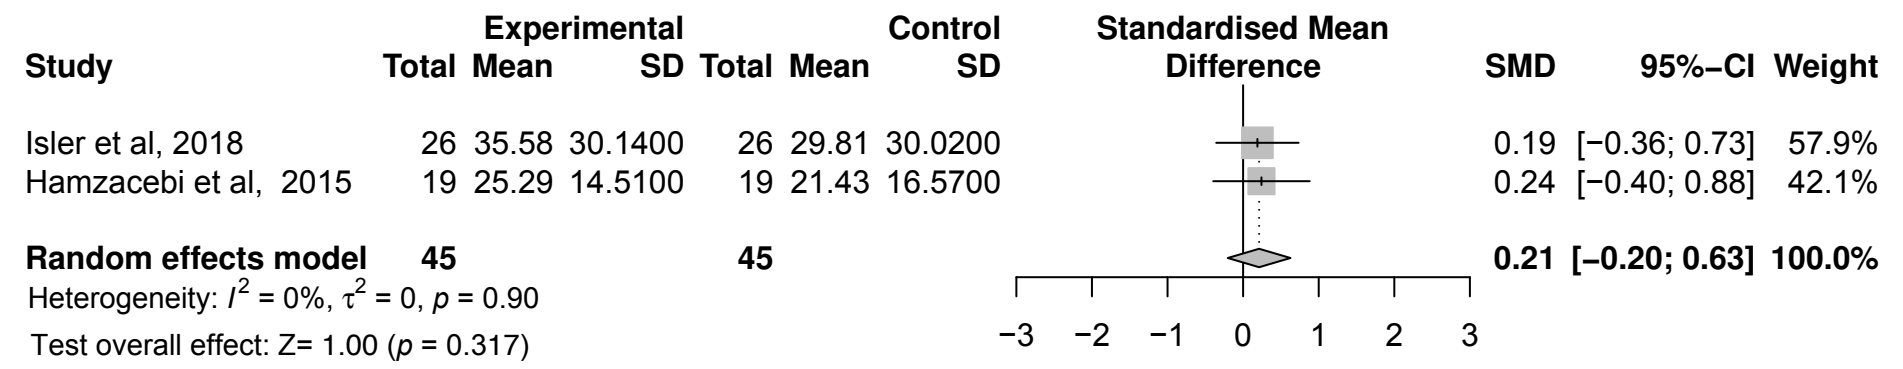 Experimental Control Standardised Mean
Study Total Mean SD Total Mean SD Difference SMD 95%−CI Weight
Isler et al, 2018 26 35.58 30.1400 26 29.81 30.0200 0.19 [−0.36; 0.73] 57.9%
Hamzacebi et al, 2015 19 25.29 14.5100 19 21.43 16.5700 0.24 [−0.40; 0.88] 42.1%
Random effects model 45 45 0.21 [−0.20; 0.63] 100.0%
Heterogeneity: I² = 0%, τ² = 0, p = 0.90
Test overall effect: Z= 1.00 (p = 0.317)
−3 −2 −1 0 1 2 3